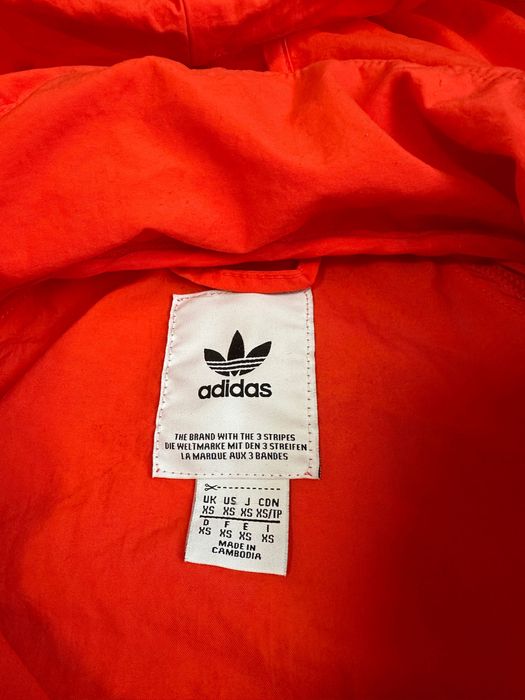 adidas
THE BRAND WITH THE 3 STRIPES
DIE WELTMARKE MIT DEN 3 STREIFEN
LA MARQUE AUX 3 BANDES
UK US J CDN
XS XS XS XS/TP
D F E I
XS XS XS XS
MADE IN
CAMBODIA